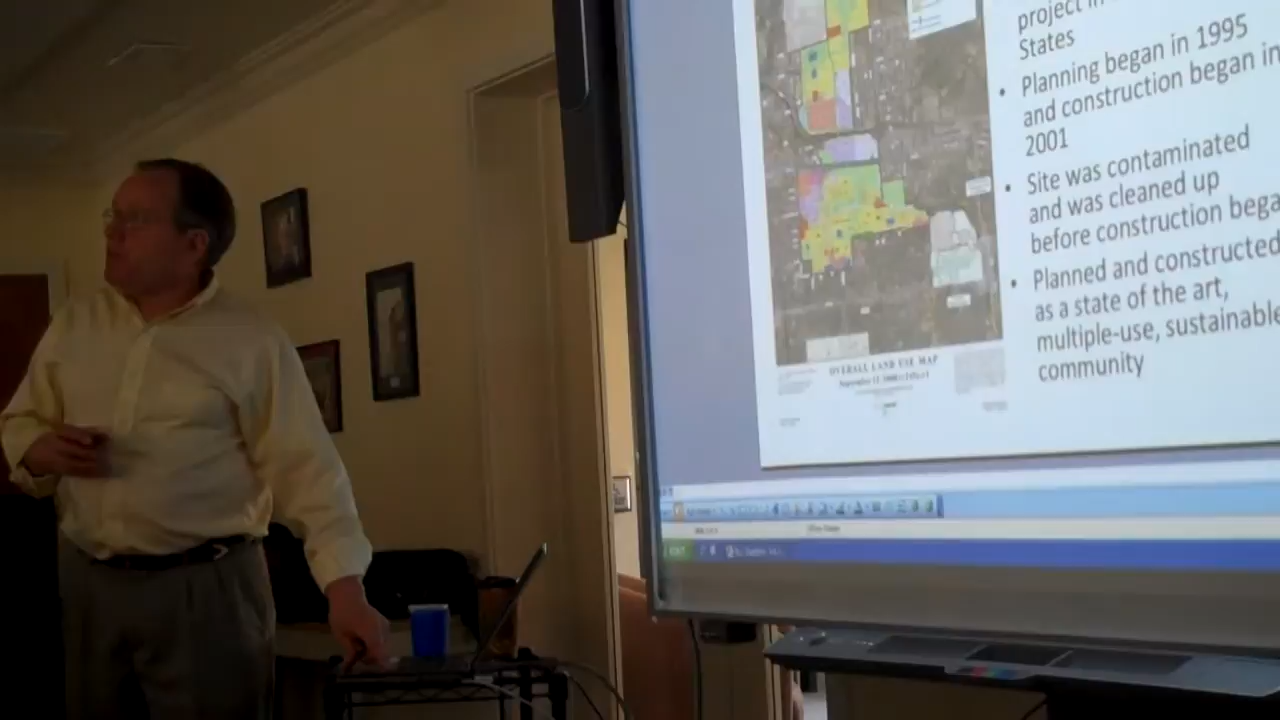 project in
States
• Planning began in 1995
and construction began in
2001
• Site was contaminated
and was cleaned up
before construction bega
• Planned and constructed
as a state of the art,
multiple-use, sustainable
community
OVERALL LAND USE MAP